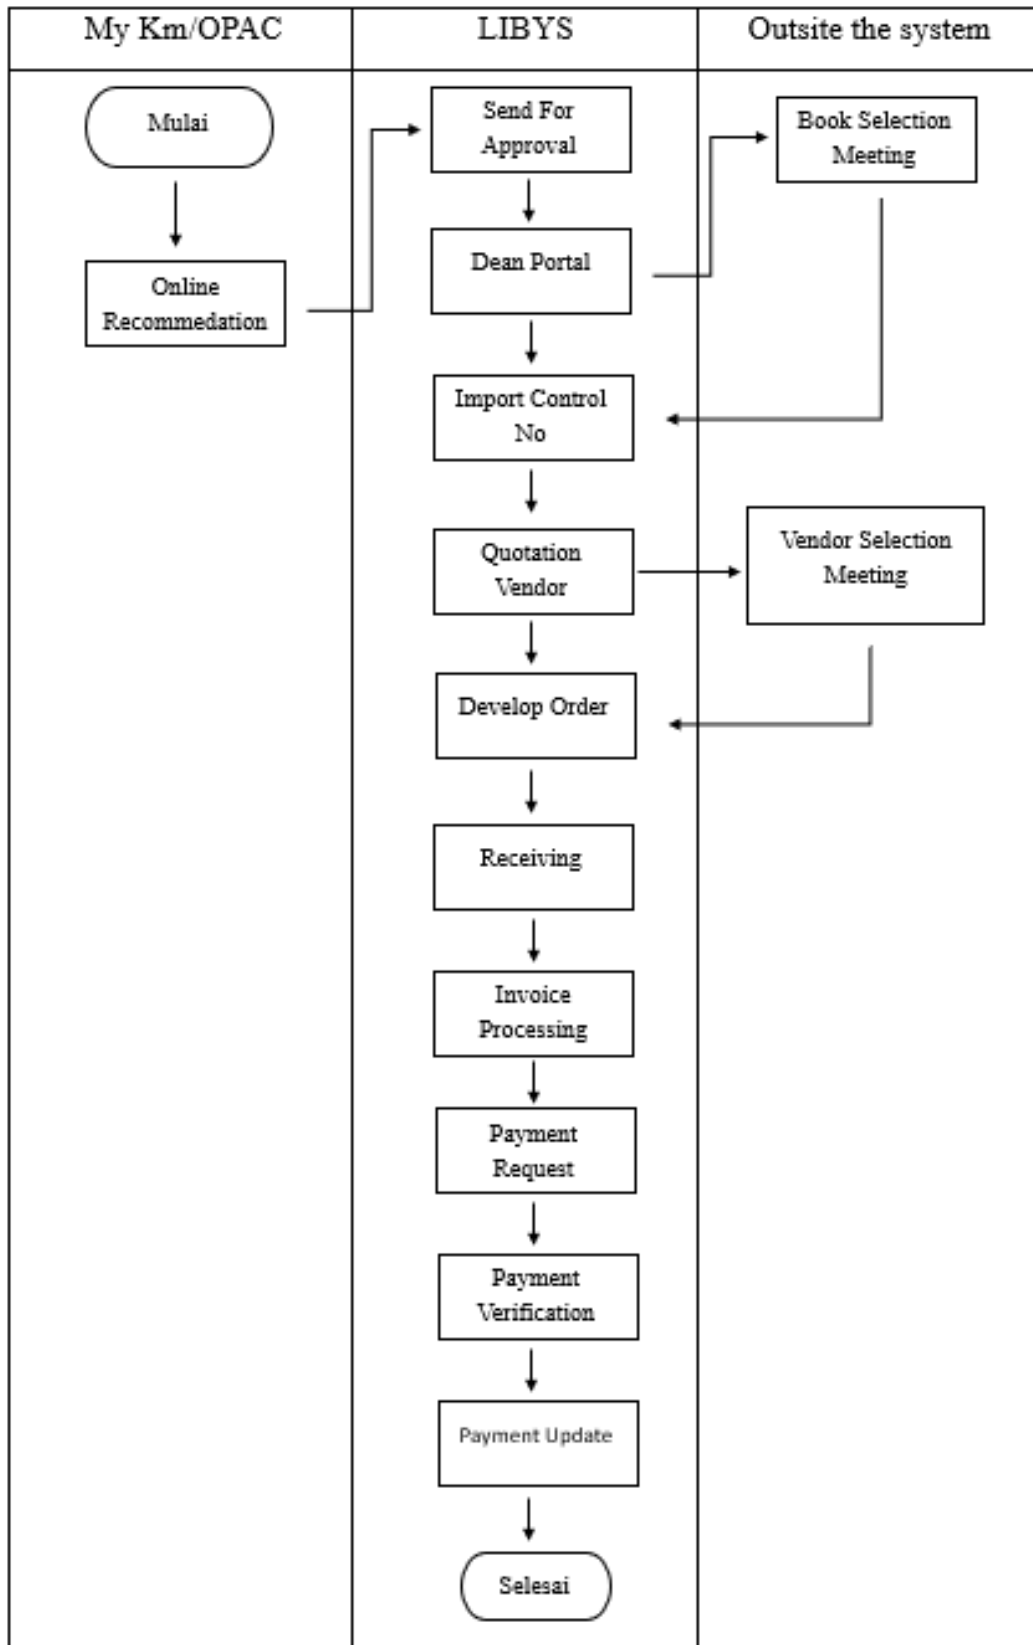 My Km/OPAC
LIBYS
Outsite the system
Mulai
Online
Recommedation
Send For
Approval
Dean Portal
Import Control
No
Quotation
Vendor
Develop Order
Receiving
Invoice
Processing
Payment
Request
Payment
Verification
Payment Update
Selesai
Book Selection
Meeting
Vendor Selection
Meeting